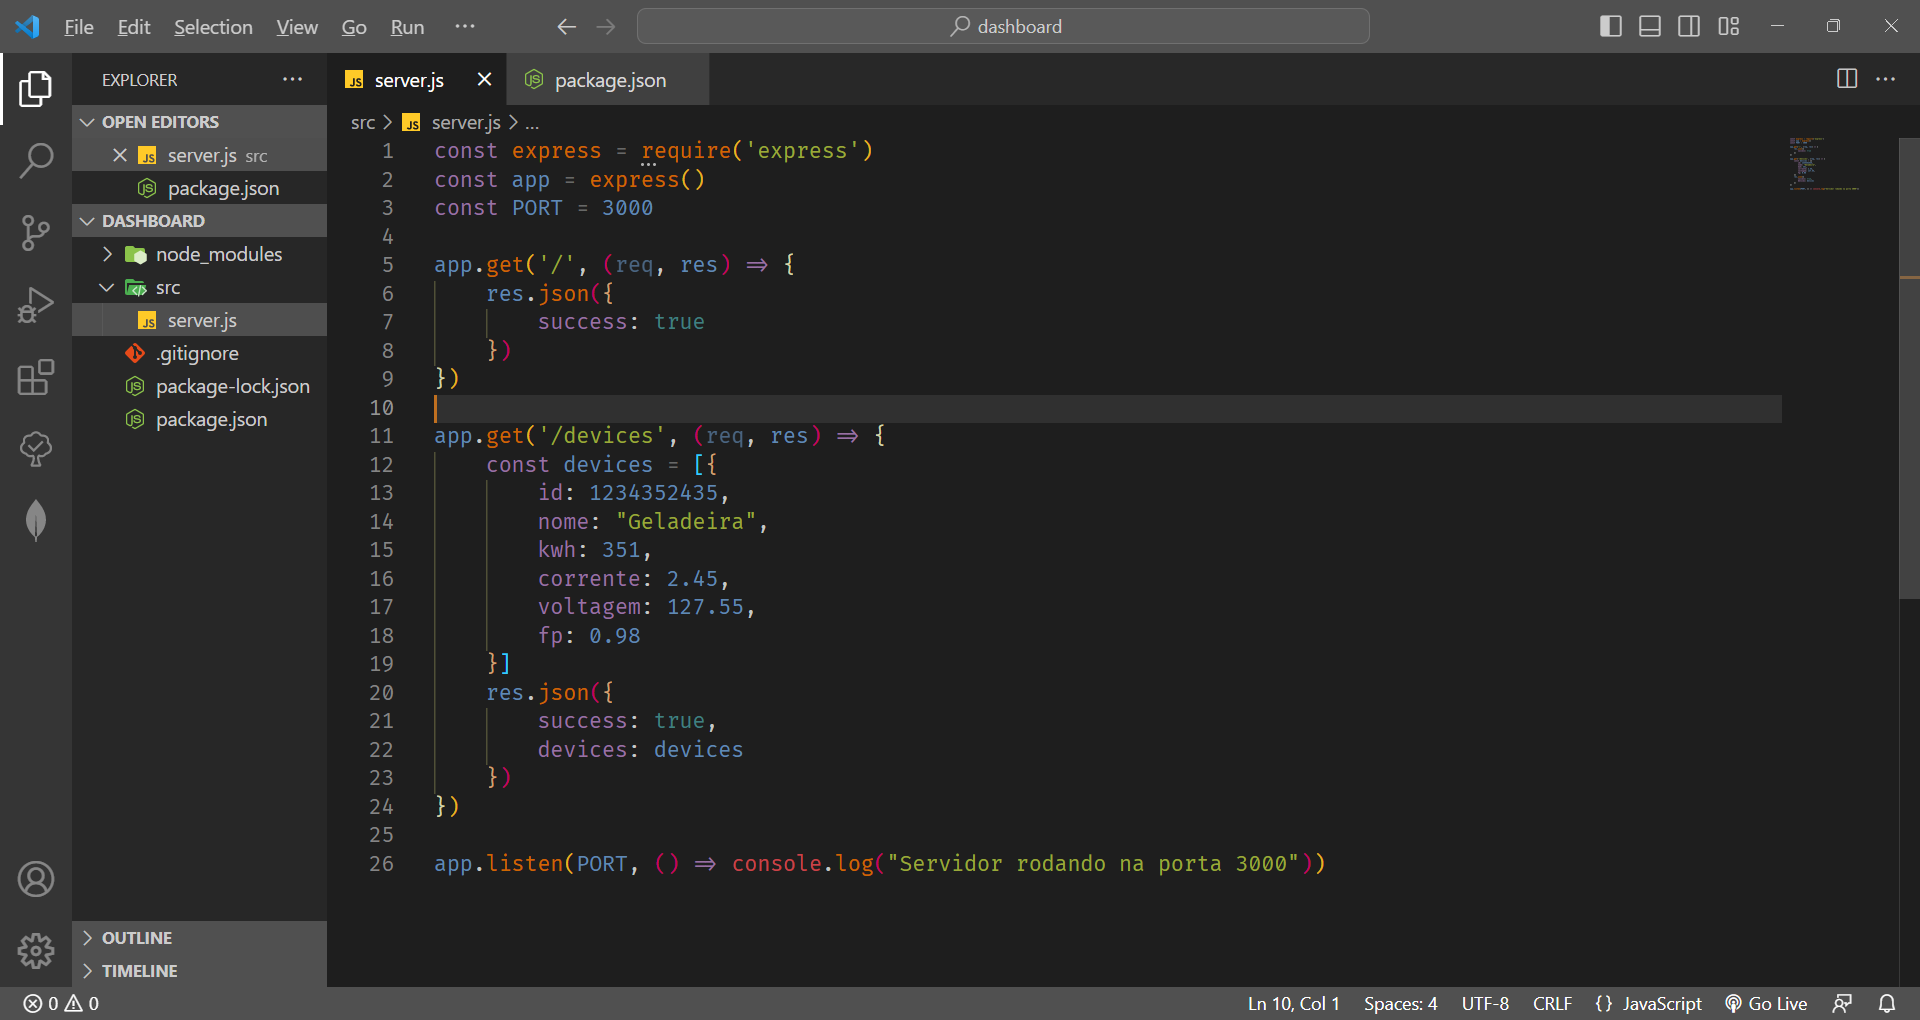 File Edit Selection View Go Run ··· dashboard
EXPLORER ···
OPEN EDITORS
server.js src
package.json
DASHBOARD
node_modules
src
server.js
.gitignore
package-lock.json
package.json
OUTLINE
TIMELINE
server.js package.json
src > server.js > ...
1 const express = require('express')
2 const app = express()
3 const PORT = 3000
4
5 app.get('/', (req, res) => {
6 res.json({
7 success: true
8 })
9 })
10
11 app.get('/devices', (req, res) => {
12 const devices = [{
13 id: 1234352435,
14 nome: "Geladeira",
15 kwh: 351,
16 corrente: 2.45,
17 voltagem: 127.55,
18 fp: 0.98
19 }]
20 res.json({
21 success: true,
22 devices: devices
23 })
24 })
25
26 app.listen(PORT, () => console.log("Servidor rodando na porta 3000"))
0 0 Ln 10, Col 1 Spaces: 4 UTF-8 CRLF {} JavaScript Go Live